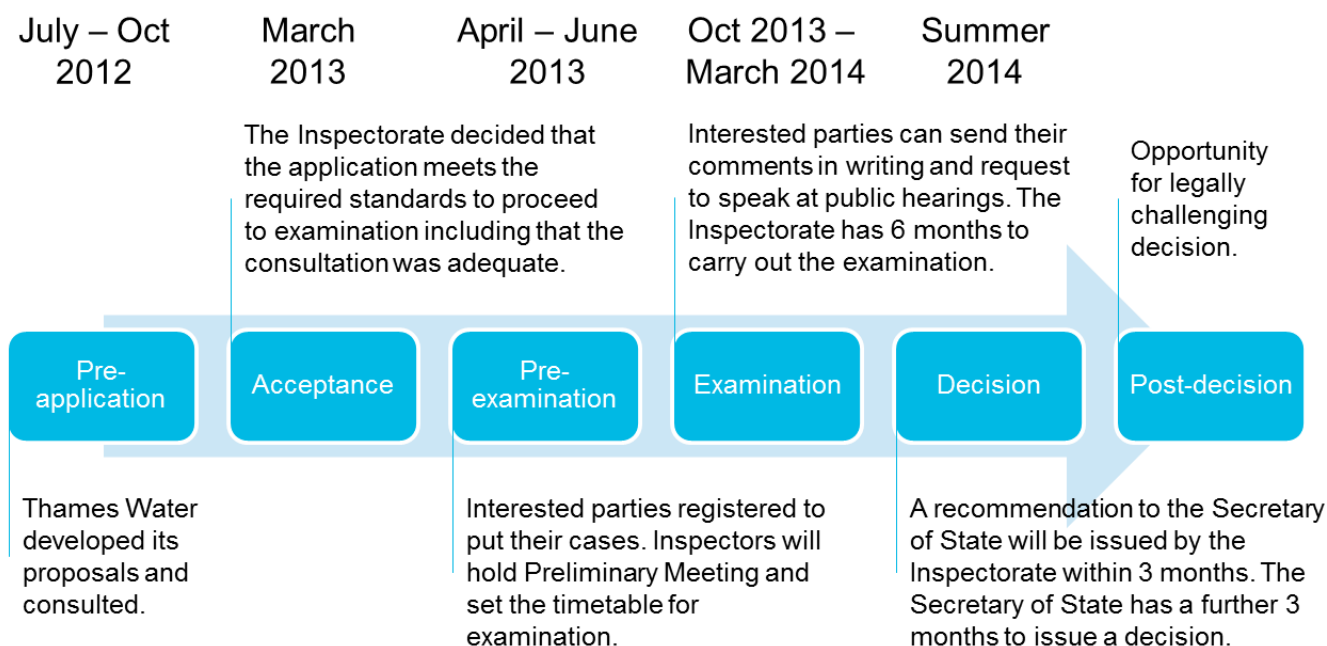 July – Oct
2012
March
2013
April – June
2013
Oct 2013 –
March 2014
Summer
2014
The Inspectorate decided that
the application meets the
required standards to proceed
to examination including that the
consultation was adequate.
Interested parties can send their
comments in writing and request
to speak at public hearings. The
Inspectorate has 6 months to
carry out the examination.
Opportunity
for legally
challenging
decision.
Pre-
application
Acceptance
Pre-
examination
Examination
Decision
Post-decision
Thames Water
developed its
proposals and
consulted.
Interested parties registered to
put their cases. Inspectors will
hold Preliminary Meeting and
set the timetable for
examination.
A recommendation to the Secretary
of State will be issued by the
Inspectorate within 3 months. The
Secretary of State has a further 3
months to issue a decision.